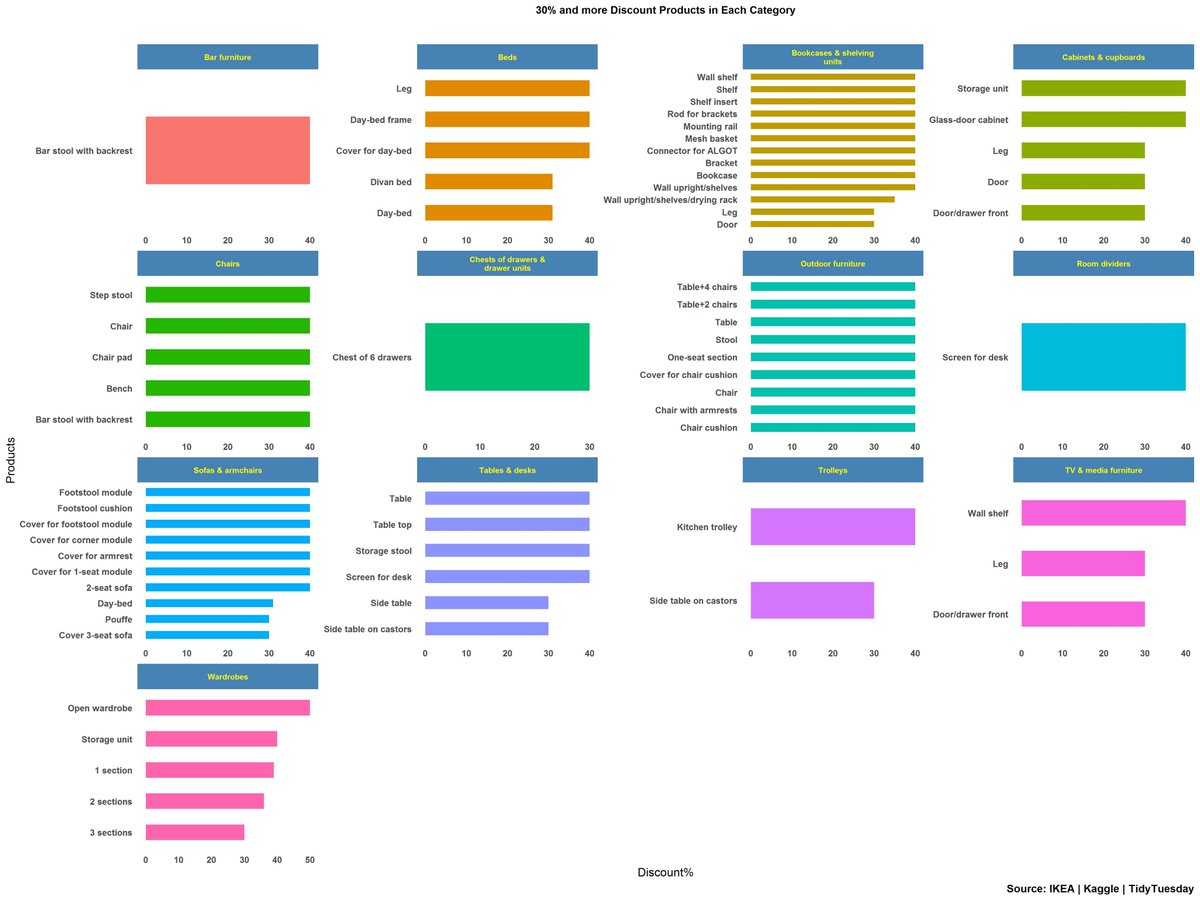 30% and more Discount Products in Each Category
Products
Bar furniture
Bar stool with backrest
0 10 20 30 40
Beds
Leg
Day-bed frame
Cover for day-bed
Divan bed
Day-bed
0 10 20 30 40
Bookcases & shelving
units
Wall shelf
Shelf
Shelf insert
Rod for brackets
Mounting rail
Mesh basket
Connector for ALGOT
Bracket
Bookcase
Wall upright/shelves
Wall upright/shelves/drying rack
Leg
Door
0 10 20 30 40
Cabinets & cupboards
Storage unit
Glass-door cabinet
Leg
Door
Door/drawer front
0 10 20 30 40
Chairs
Step stool
Chair
Chair pad
Bench
Bar stool with backrest
0 10 20 30 40
Chests of drawers &
drawer units
Chest of 6 drawers
0 10 20 30
Outdoor furniture
Table+4 chairs
Table+2 chairs
Table
Stool
One-seat section
Cover for chair cushion
Chair
Chair with armrests
Chair cushion
0 10 20 30 40
Room dividers
Screen for desk
0 10 20 30 40
Sofas & armchairs
Footstool module
Footstool cushion
Cover for footstool module
Cover for corner module
Cover for armrest
Cover for 1-seat module
2-seat sofa
Day-bed
Pouffe
Cover 3-seat sofa
0 10 20 30 40
Tables & desks
Table
Table top
Storage stool
Screen for desk
Side table
Side table on castors
0 10 20 30 40
Trolleys
Kitchen trolley
Side table on castors
0 10 20 30 40
TV & media furniture
Wall shelf
Leg
Door/drawer front
0 10 20 30 40
Wardrobes
Open wardrobe
Storage unit
1 section
2 sections
3 sections
0 10 20 30 40 50
Discount%
Source: IKEA | Kaggle | TidyTuesday